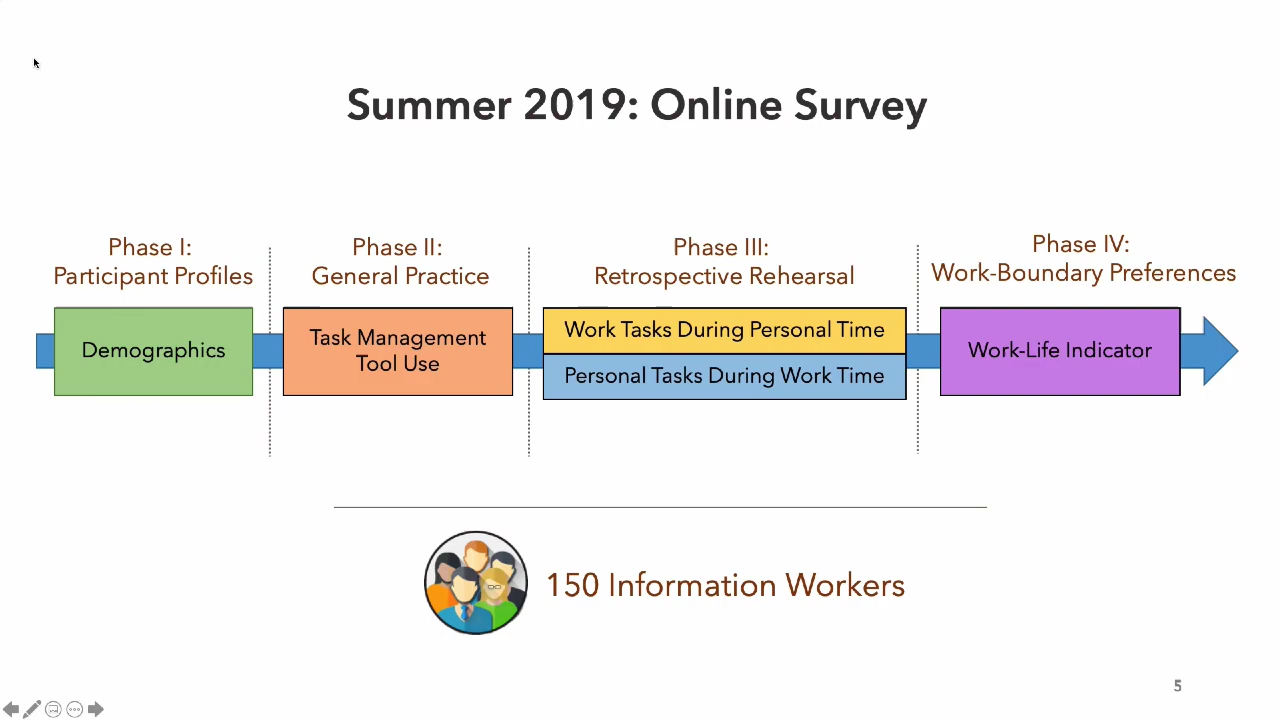 Summer 2019: Online Survey
Phase I:
Participant Profiles
Demographics
Phase II:
General Practice
Task Management
Tool Use
Phase III:
Retrospective Rehearsal
Work Tasks During Personal Time
Personal Tasks During Work Time
Phase IV:
Work-Boundary Preferences
Work-Life Indicator
150 Information Workers
5